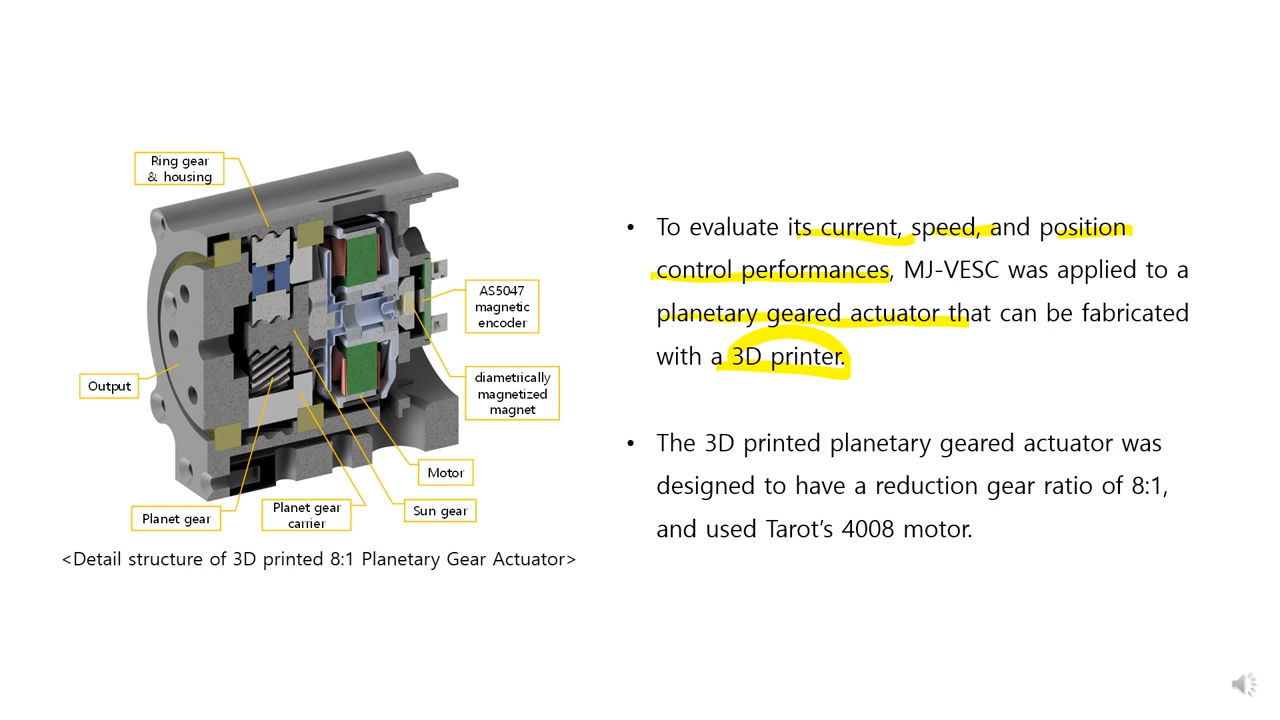 Ring gear
& housing
AS5047
magnetic
encoder
Output
diametrically
magnetized
magnet
Motor
Planet gear
Planet gear
carrier
Sun gear
<Detail structure of 3D printed 8:1 Planetary Gear Actuator>
• To evaluate its current, speed, and position
control performances, MJ-VESC was applied to a
planetary geared actuator that can be fabricated
with a 3D printer.
• The 3D printed planetary geared actuator was
designed to have a reduction gear ratio of 8:1,
and used Tarot’s 4008 motor.